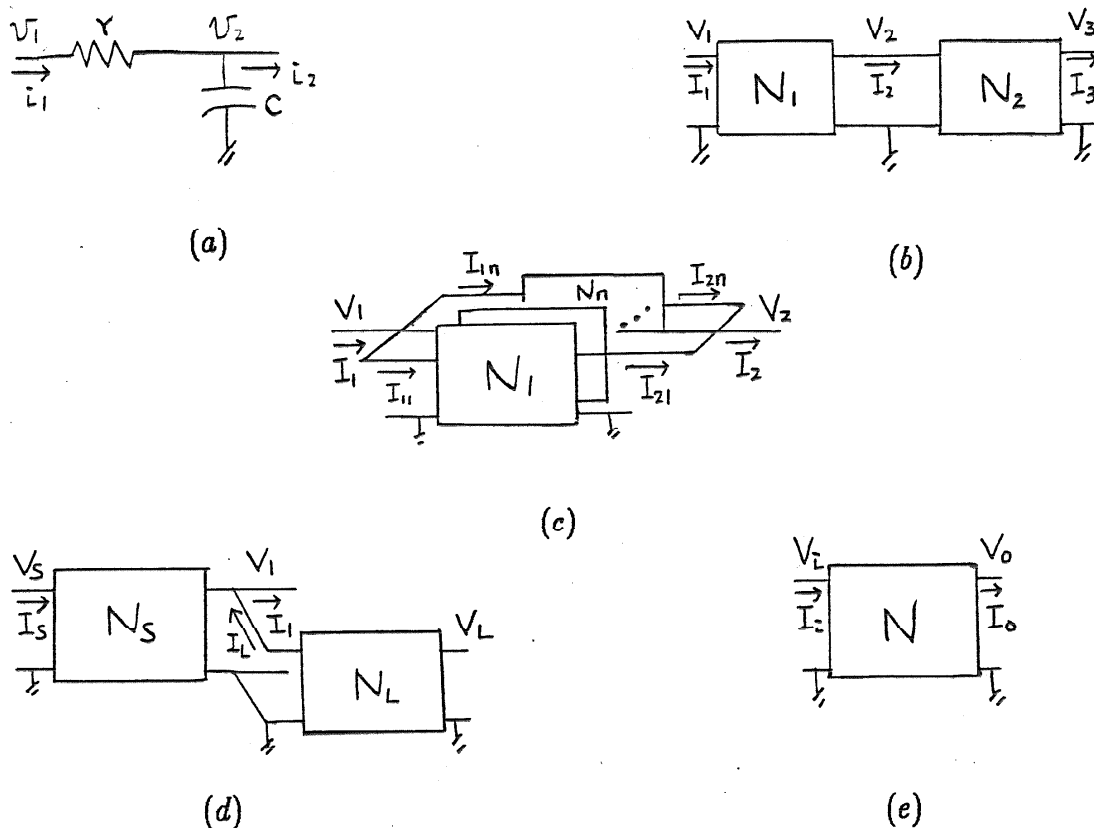 v1 r v2
i1 C i2
(a)
V1 V2 V3
I1 N1 I2 N2 I3
(b)
I1n Nn I2n
V1 V2
I1 I11 N1 I21 I2
(c)
VS V1
IS NS IL I1
NL VL
(d)
Vi Vo
Ii N Io
(e)